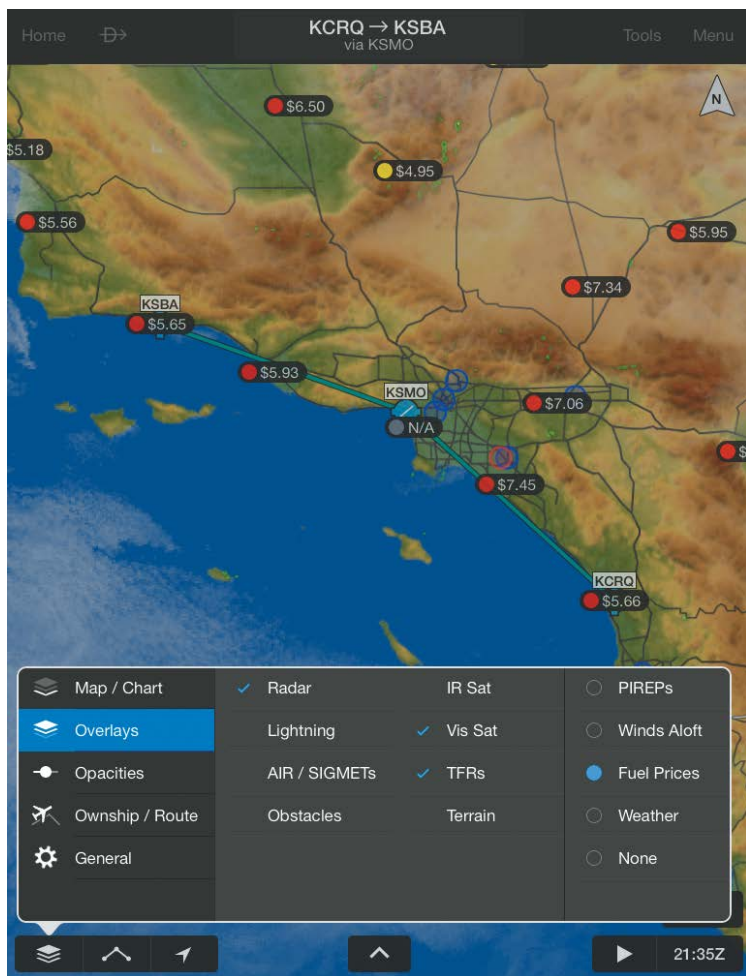 Home
KCRQ → KSBA
via KSMO
Tools
Menu
N
$6.50
$5.18
$4.95
$5.56
$5.95
$7.34
KSBA
$5.65
$5.93
KSMO
$7.06
N/A
$
$7.45
KCRQ
$5.66
Map / Chart
Radar
IR Sat
PIREPs
Overlays
Lightning
Vis Sat
Winds Aloft
Opacities
AIR / SIGMETs
TFRs
Fuel Prices
Ownship / Route
Obstacles
Terrain
Weather
General
None
21:35Z